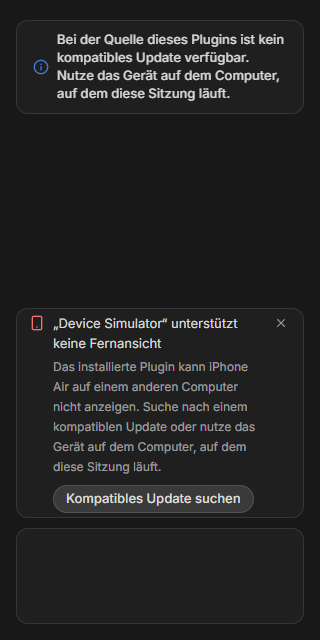 Bei der Quelle dieses Plugins ist kein
kompatibles Update verfügbar.
Nutze das Gerät auf dem Computer,
auf dem diese Sitzung läuft.
„Device Simulator“ unterstützt
keine Fernansicht
Das installierte Plugin kann iPhone
Air auf einem anderen Computer
nicht anzeigen. Suche nach einem
kompatiblen Update oder nutze das
Gerät auf dem Computer, auf dem
diese Sitzung läuft.
Kompatibles Update suchen